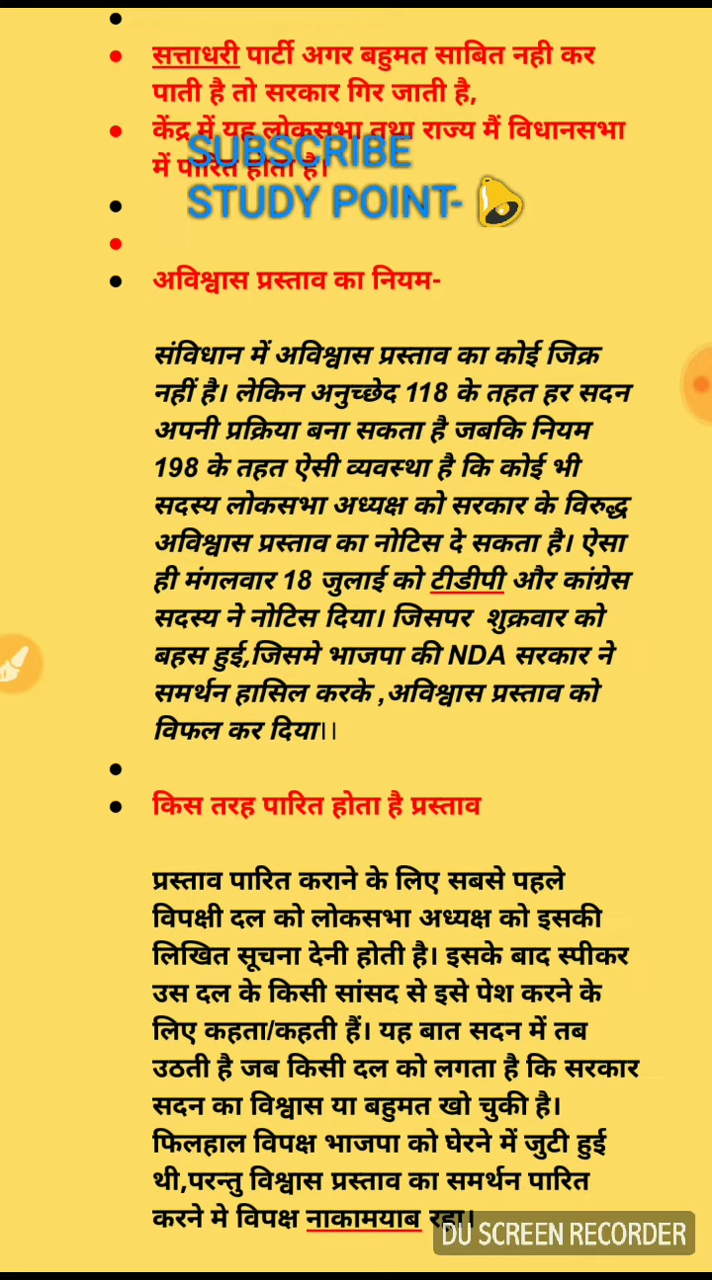 सत्ताधरी पार्टी अगर बहुमत साबित नही कर
पाती है तो सरकार गिर जाती है,
केंद्र में यह लोकसभा तथा राज्य मैं विधानसभा
में पारित होता है।
SUBSCRIBE
STUDY POINT-
अविश्वास प्रस्ताव का नियम-
संविधान में अविश्वास प्रस्ताव का कोई जिक्र
नहीं है। लेकिन अनुच्छेद 118 के तहत हर सदन
अपनी प्रक्रिया बना सकता है जबकि नियम
198 के तहत ऐसी व्यवस्था है कि कोई भी
सदस्य लोकसभा अध्यक्ष को सरकार के विरुद्ध
अविश्वास प्रस्ताव का नोटिस दे सकता है। ऐसा
ही मंगलवार 18 जुलाई को टीडीपी और कांग्रेस
सदस्य ने नोटिस दिया। जिसपर शुक्रवार को
बहस हुई,जिसमे भाजपा की NDA सरकार ने
समर्थन हासिल करके ,अविश्वास प्रस्ताव को
विफल कर दिया।।
किस तरह पारित होता है प्रस्ताव
प्रस्ताव पारित कराने के लिए सबसे पहले
विपक्षी दल को लोकसभा अध्यक्ष को इसकी
लिखित सूचना देनी होती है। इसके बाद स्पीकर
उस दल के किसी सांसद से इसे पेश करने के
लिए कहता/कहती हैं। यह बात सदन में तब
उठती है जब किसी दल को लगता है कि सरकार
सदन का विश्वास या बहुमत खो चुकी है।
फिलहाल विपक्ष भाजपा को घेरने में जुटी हुई
थी,परन्तु विश्वास प्रस्ताव का समर्थन पारित
करने मे विपक्ष नाकामयाब रहा।
DU SCREEN RECORDER